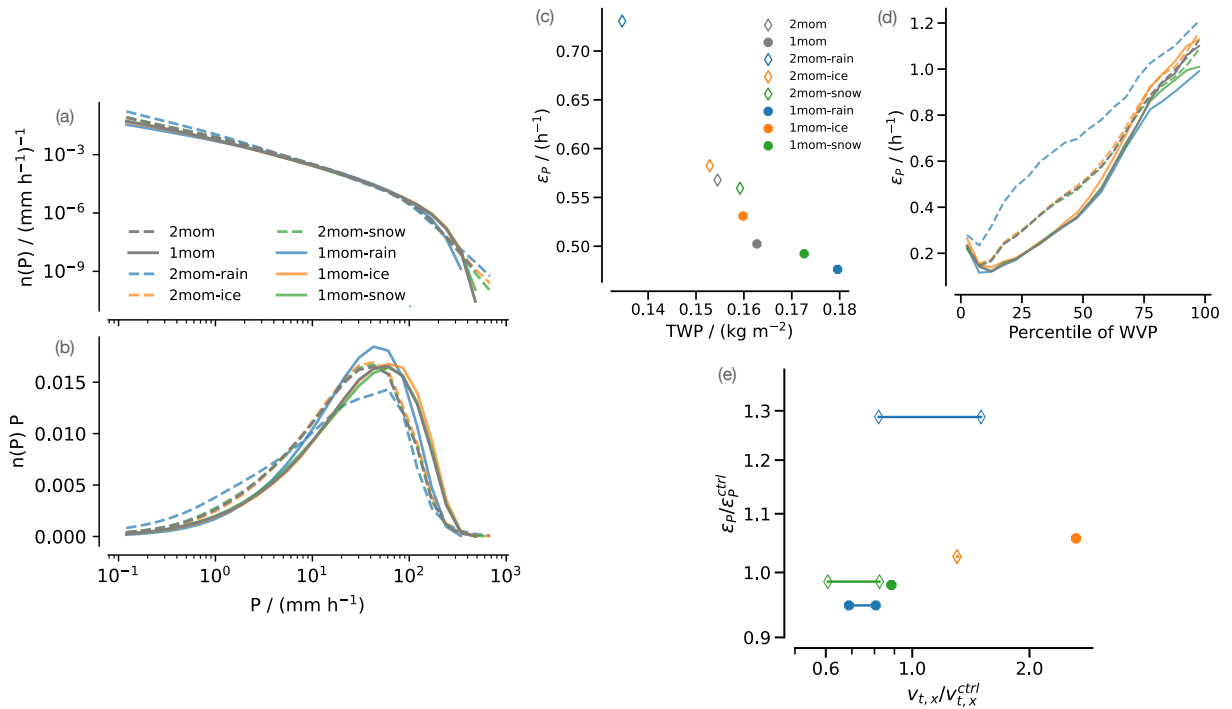 (a)
n(P) / (mm h⁻¹)⁻¹
10⁻³
10⁻⁶
10⁻⁹
2mom
1mom
2mom-rain
2mom-ice
2mom-snow
1mom-rain
1mom-ice
1mom-snow
(b)
n(P) P
0.015
0.010
0.005
0.000
10⁻¹ 10⁰ 10¹ 10² 10³
P / (mm h⁻¹)
(c)
ε_P / (h⁻¹)
0.70
0.65
0.60
0.55
0.50
0.14 0.15 0.16 0.17 0.18
TWP / (kg m⁻²)
2mom
1mom
2mom-rain
2mom-ice
2mom-snow
1mom-rain
1mom-ice
1mom-snow
(d)
ε_P / (h⁻¹)
1.2
1.0
0.8
0.6
0.4
0.2
0 25 50 75 100
Percentile of WVP
(e)
ε_P/ε_P^ctrl
1.3
1.2
1.1
1.0
0.9
0.6 1.0 2.0
v_t, x/v_t, x^ctrl